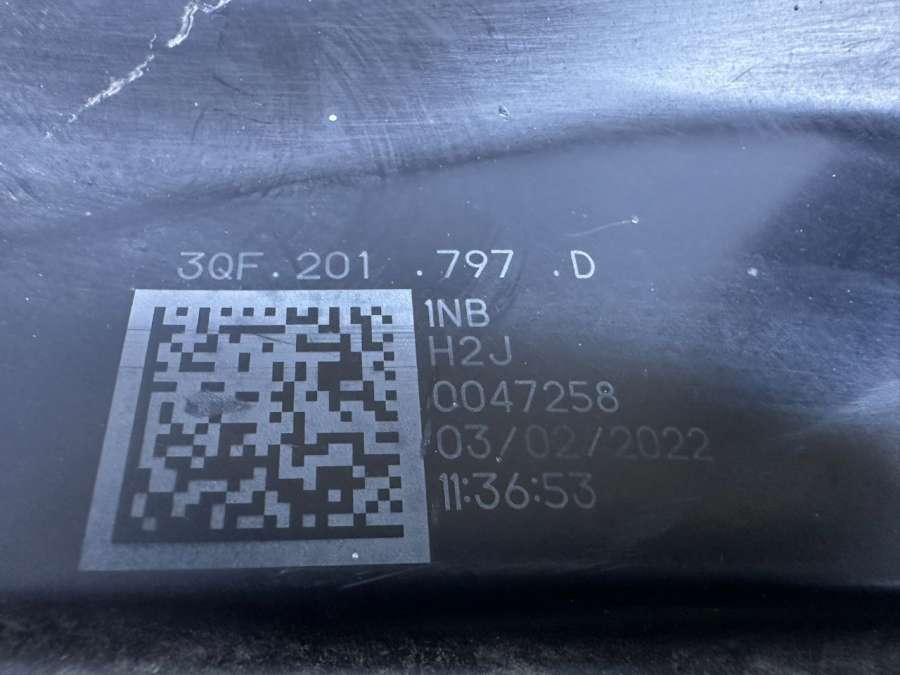 3QF.201 .797 .D
1NB
H2J
0047258
03/02/2022
11:36:53